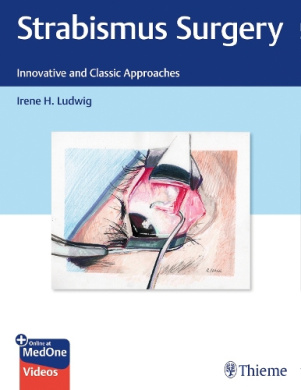 Strabismus Surgery
Innovative and Classic Approaches
Irene H. Ludwig
+ Online at
MedOne
Videos
Thieme